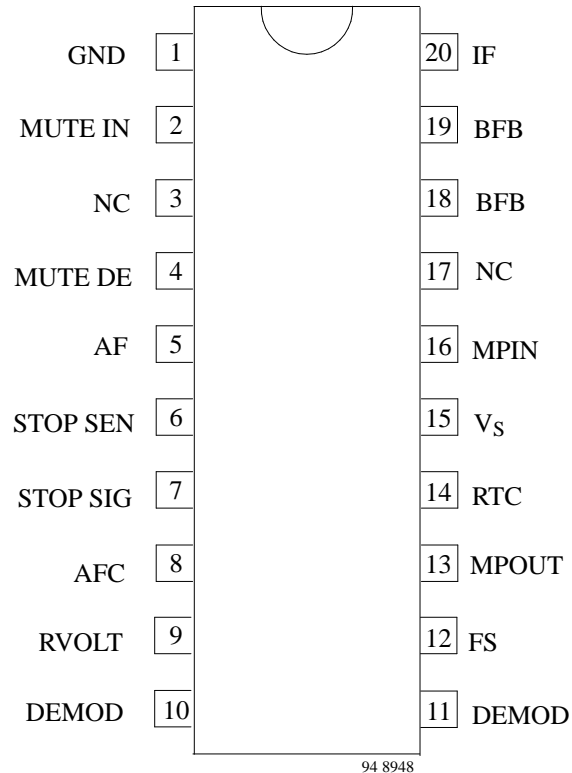 GND 1 20 IF
MUTE IN 2 19 BFB
NC 3 18 BFB
MUTE DE 4 17 NC
AF 5 16 MPIN
STOP SEN 6 15 VS
STOP SIG 7 14 RTC
AFC 8 13 MPOUT
RVOLT 9 12 FS
DEMOD 10 11 DEMOD
94 8948